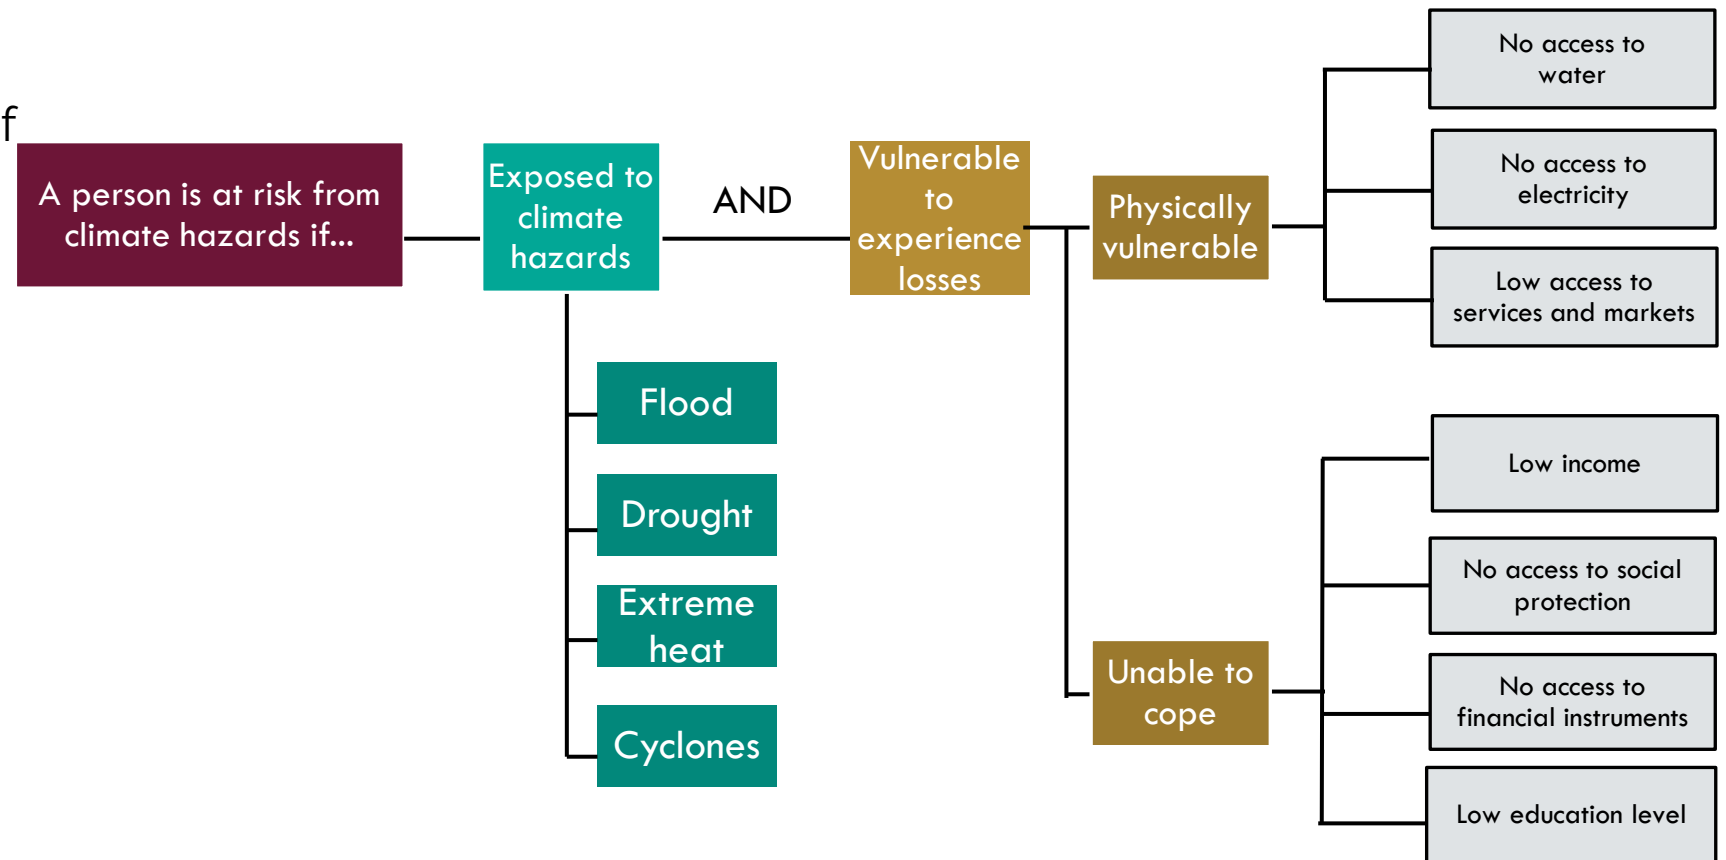 f
A person is at risk from
climate hazards if...
Exposed to
climate
hazards
AND
Vulnerable
to
experience
losses
Physically
vulnerable
No access to
water
No access to
electricity
Low access to
services and markets
Flood
Drought
Extreme
heat
Cyclones
Unable to
cope
Low income
No access to social
protection
No access to
financial instruments
Low education level